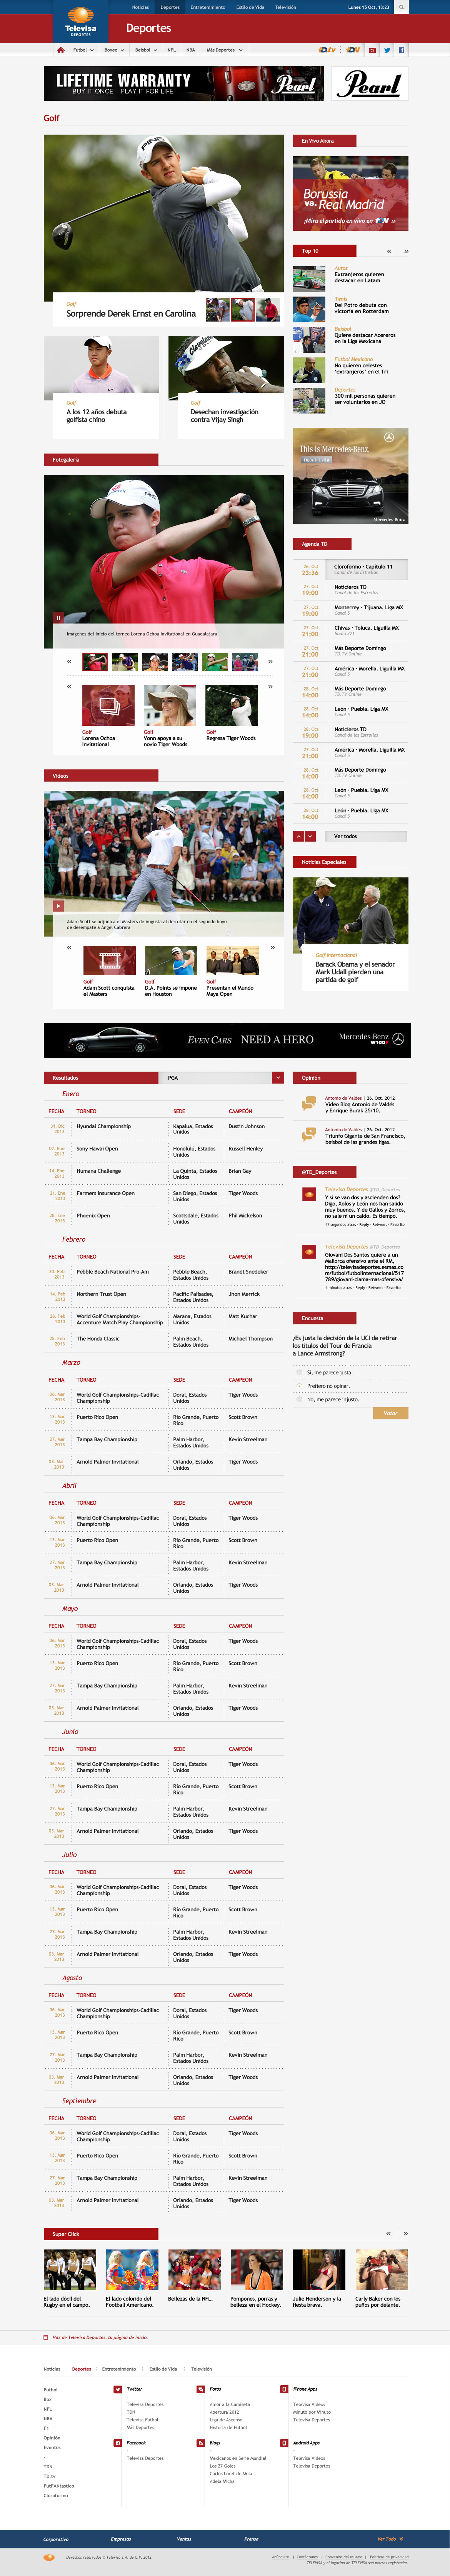 Noticias Deportes Entretenimiento Estilo de Vida Televisión
Lunes 15 Oct, 18:23
Televisa
DEPORTES
Deportes
Futbol Boxeo Beisbol NFL NBA Más Deportes
LIFETIME WARRANTY
BUY IT ONCE. PLAY IT FOR LIFE.
Pearl
Pearl
Golf
Golf
Sorprende Derek Ernst en Carolina
Golf
A los 12 años debuta
golfista chino
Golf
Desechan investigación
contra Vijay Singh
En Vivo Ahora
Borussia
vs. Real Madrid
¡Mira el partido en vivo en
Top 10
Autos
Extranjeros quieren
destacar en Latam
Tenis
Del Potro debuta con
victoria en Rotterdam
Beisbol
Quiere destacar Acereros
en la Liga Mexicana
Futbol Mexicano
No quieren celestes
'extranjeros' en el Tri
Deportes
300 mil personas quieren
ser voluntarios en JO
This is Mercedes-Benz.
Mercedes-Benz
Fotogalería
Imágenes del inicio del torneo Lorena Ochoa Invitational en Guadalajara
Golf
Lorena Ochoa
Invitational
Golf
Vonn apoya a su
novio Tiger Woods
Golf
Regresa Tiger Woods
Agenda TD
26. Oct
23:36
Cloroformo - Capítulo 11
Canal de las Estrellas
27. Oct
19:00
Noticieros TD
Canal de las Estrellas
27. Oct
19:00
Monterrey - Tijuana. Liga MX
Canal 5
27. Oct
21:00
Chivas - Toluca. Liguilla MX
27. Oct
21:00
Más Deporte Domingo
TD.TV Online
27. Oct
21:00
América - Morelia. Liguilla MX
Canal 5
28. Oct
14:00
Más Deporte Domingo
TD.TV Online
28. Oct
14:00
León - Puebla. Liga MX
Canal 5
28. Oct
19:00
Noticieros TD
Canal de las Estrellas
27. Oct
21:00
América - Morelia. Liguilla MX
Canal 5
28. Oct
14:00
Más Deporte Domingo
TD.TV Online
28. Oct
14:00
León - Puebla. Liga MX
Canal 5
28. Oct
14:00
León - Puebla. Liga MX
Canal 5
Ver todos
Videos
Adam Scott se adjudica el Masters de Augusta al derrotar en el segundo hoyo
de desempate a Ángel Cabrera
Golf
Adam Scott conquista
el Masters
Golf
D.A. Points se impone
en Houston
Golf
Presentan el Mundo
Maya Open
Noticias Especiales
Golf Internacional
Barack Obama y el senador
Mark Udall pierden una
partida de golf
EVEN CARS NEED A HERO
Mercedes-Benz
Resultados PGA
Enero
FECHA TORNEO SEDE CAMPEÓN
31. Dic 2013 Hyundai Championship Kapalua, Estados Unidos Dustin Johnson
07. Ene 2013 Sony Hawai Open Honolulú, Estados Unidos Russell Henley
14. Ene 2013 Humana Challenge La Quinta, Estados Unidos Brian Gay
21. Ene 2013 Farmers Insurance Open San Diego, Estados Unidos Tiger Woods
28. Ene 2013 Phoenix Open Scottsdale, Estados Unidos Phil Mickelson
Febrero
FECHA TORNEO SEDE CAMPEÓN
2013 Pebble Beach National Pro-Am Pebble Beach, Estados Unidos Brandt Snedeker
14. Feb 2013 Northern Trust Open Pacific Palisades, Estados Unidos Jhon Merrick
2013 World Golf Championships-Accenture Match Play Championship Marana, Estados Unidos Matt Kuchar
25. Feb 2013 The Honda Classic Palm Beach, Estados Unidos Michael Thompson
Marzo
FECHA TORNEO SEDE CAMPEÓN
06. Mar 2013 World Golf Championships-Cadillac Championship Doral, Estados Unidos Tiger Woods
13. Mar 2013 Puerto Rico Open Río Grande, Puerto Rico Scott Brown
27. Mar 2013 Tampa Bay Championship Palm Harbor, Estados Unidos Kevin Streelman
03. Mar 2013 Arnold Palmer Invitational Orlando, Estados Unidos Tiger Woods
Abril
FECHA TORNEO SEDE CAMPEÓN
06. Mar 2013 World Golf Championships-Cadillac Championship Doral, Estados Unidos Tiger Woods
13. Mar 2013 Puerto Rico Open Río Grande, Puerto Rico Scott Brown
27. Mar 2013 Tampa Bay Championship Palm Harbor, Estados Unidos Kevin Streelman
03. Mar 2013 Arnold Palmer Invitational Orlando, Estados Unidos Tiger Woods
Mayo
FECHA TORNEO SEDE CAMPEÓN
06. Mar 2013 World Golf Championships-Cadillac Championship Doral, Estados Unidos Tiger Woods
13. Mar 2013 Puerto Rico Open Río Grande, Puerto Rico Scott Brown
27. Mar 2013 Tampa Bay Championship Palm Harbor, Estados Unidos Kevin Streelman
03. Mar 2013 Arnold Palmer Invitational Orlando, Estados Unidos Tiger Woods
Junio
FECHA TORNEO SEDE CAMPEÓN
06. Mar 2013 World Golf Championships-Cadillac Championship Doral, Estados Unidos Tiger Woods
13. Mar 2013 Puerto Rico Open Río Grande, Puerto Rico Scott Brown
27. Mar 2013 Tampa Bay Championship Palm Harbor, Estados Unidos Kevin Streelman
03. Mar 2013 Arnold Palmer Invitational Orlando, Estados Unidos Tiger Woods
Julio
FECHA TORNEO SEDE CAMPEÓN
06. Mar 2013 World Golf Championships-Cadillac Championship Doral, Estados Unidos Tiger Woods
13. Mar 2013 Puerto Rico Open Río Grande, Puerto Rico Scott Brown
27. Mar 2013 Tampa Bay Championship Palm Harbor, Estados Unidos Kevin Streelman
03. Mar 2013 Arnold Palmer Invitational Orlando, Estados Unidos Tiger Woods
Agosto
FECHA TORNEO SEDE CAMPEÓN
06. Mar 2013 World Golf Championships-Cadillac Championship Doral, Estados Unidos Tiger Woods
13. Mar 2013 Puerto Rico Open Río Grande, Puerto Rico Scott Brown
27. Mar 2013 Tampa Bay Championship Palm Harbor, Estados Unidos Kevin Streelman
03. Mar 2013 Arnold Palmer Invitational Orlando, Estados Unidos Tiger Woods
Septiembre
FECHA TORNEO SEDE CAMPEÓN
06. Mar 2013 World Golf Championships-Cadillac Championship Doral, Estados Unidos Tiger Woods
13. Mar 2013 Puerto Rico Open Río Grande, Puerto Rico Scott Brown
27. Mar 2013 Tampa Bay Championship Palm Harbor, Estados Unidos Kevin Streelman
03. Mar 2013 Arnold Palmer Invitational Orlando, Estados Unidos Tiger Woods
Opinión
Antonio de Valdes | 26. Oct. 2012
Video Blog Antonio de Valdés
y Enrique Burak 25/10.
Antonio de Valdes | 26. Oct. 2012
Triunfo Gigante de San Francisco,
beisbol de las grandes ligas.
@TD_Deportes
Televisa Deportes @TD_Deportes
Y si se van dos y ascienden dos?
Digo, Xolos y León nos han salido
muy buenos. Y de Gallos y Zorros,
no sale ni un caldo. Es tiempo.
47 segundos atras Reply Retweet Favorito
Televisa Deportes @TD_Deportes
Giovani Dos Santos quiere a un
Mallorca ofensivo ante el RM,
http://televisadeportes.esmas.co
m/futbol/futbolinternacional/517
789/giovani-clama-mas-ofensiva/
4 minutos atras Reply Retweet Favorito
Encuesta
¿Es justa la decisión de la UCI de retirar
los títulos del Tour de Francia
a Lance Armstrong?
Sí, me parece justa.
Prefiero no opinar.
No, me parece injusto.
Votar
Super Click
El lado dócil del
Rugby en el campo.
El lado colorido del
Football Americano.
Bellezas de la NFL.
Pompones, porras y
belleza en el Hockey.
Julie Henderson y la
fiesta brava.
Carly Baker con los
puños por delante.
Haz de Televisa Deportes, tu página de inicio.
Noticias Deportes Entretenimiento Estilo de Vida Televisión
Futbol
Box
NFL
NBA
F1
Opinión
Eventos
TDN
TD.tv
FutFANtastico
Cloroformo
Twitter
Televisa Deportes
TDN
Televisa Futbol
Más Deportes
Facebook
Televisa Deportes
Foros
Amor a la Camiseta
Apertura 2012
Liga de Ascenso
Historia de Futbol
Blogs
Mexicanos en Serie Mundial
Los 27 Goles
Carlos Loret de Mola
Adela Micha
iPhone Apps
Televisa Videos
Minuto por Minuto
Televisa Deportes
Android Apps
Televisa Videos
Televisa Deportes
Corporativo Empresas Ventas Prensa Ver Todo
Derechos reservados © Televisa S.A. de C.V. 2012
Anúnciate | Contáctanos | Convenios del usuario | Políticas de privacidad
TELEVISA y el logotipo de TELEVISA son marcas registradas.